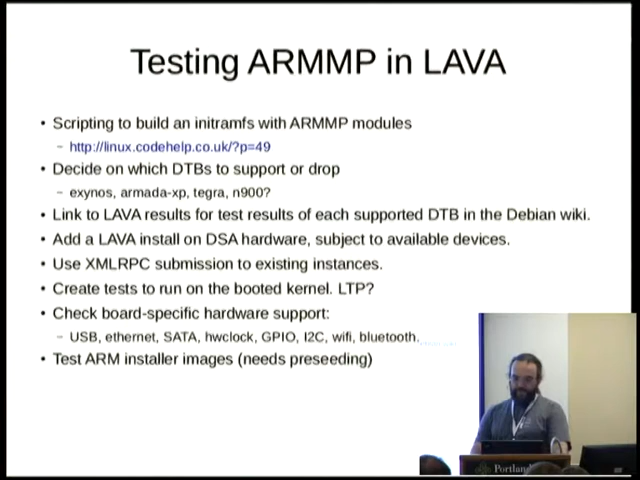 Testing ARMMP in LAVA
• Scripting to build an initramfs with ARMMP modules
– http://linux.codehelp.co.uk/?p=49
• Decide on which DTBs to support or drop
– exynos, armada-xp, tegra, n900?
• Link to LAVA results for test results of each supported DTB in the Debian wiki.
• Add a LAVA install on DSA hardware, subject to available devices.
• Use XMLRPC submission to existing instances.
• Create tests to run on the booted kernel. LTP?
• Check board-specific hardware support:
– USB, ethernet, SATA, hwclock, GPIO, I2C, wifi, bluetooth.
• Test ARM installer images (needs preseeding)
Portland